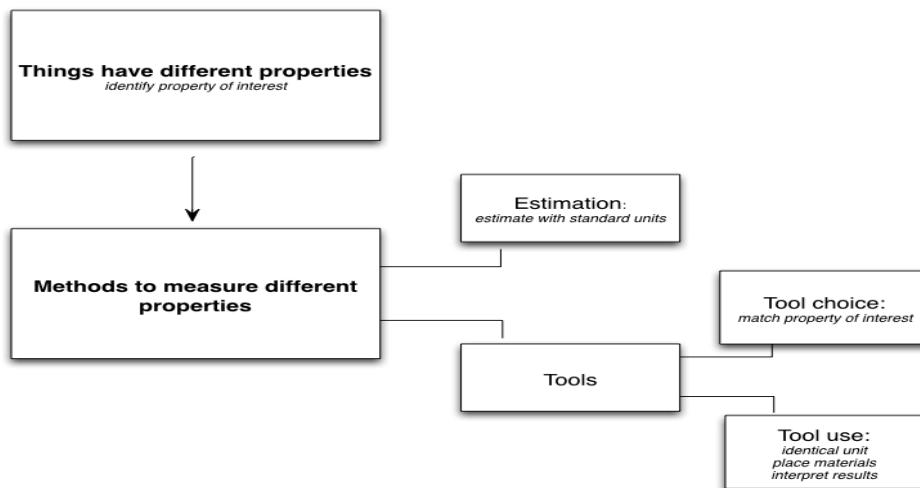 Things have different properties
identify property of interest
Methods to measure different
properties
Estimation:
estimate with standard units
Tools
Tool choice:
match property of interest
Tool use:
identical unit
place materials
interpret results